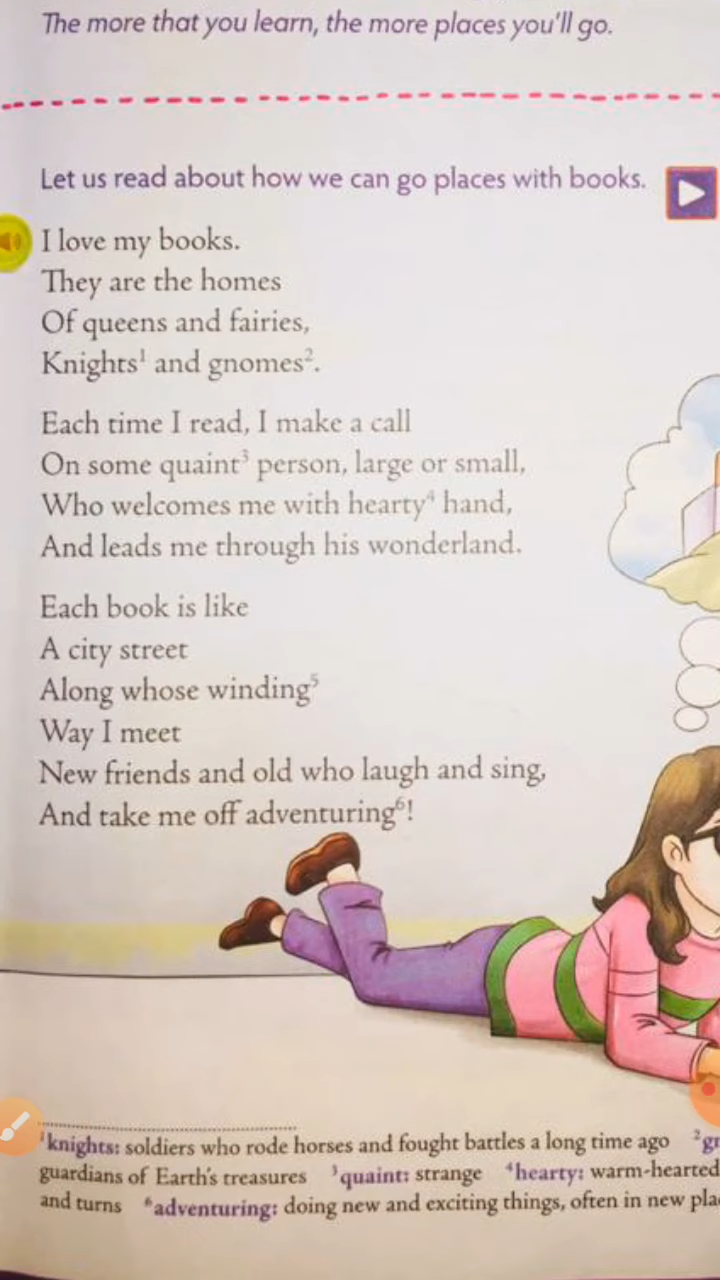 The more that you learn, the more places you'll go.
Let us read about how we can go places with books.
I love my books.
They are the homes
Of queens and fairies,
Knights¹ and gnomes².
Each time I read, I make a call
On some quaint³ person, large or small,
Who welcomes me with hearty⁴ hand,
And leads me through his wonderland.
Each book is like
A city street
Along whose winding⁵
Way I meet
New friends and old who laugh and sing,
And take me off adventuring⁶!
¹knights: soldiers who rode horses and fought battles a long time ago ²
guardians of Earth's treasures ³quaint: strange ⁴hearty: warm-hearted
and turns ⁶adventuring: doing new and exciting things, often in new